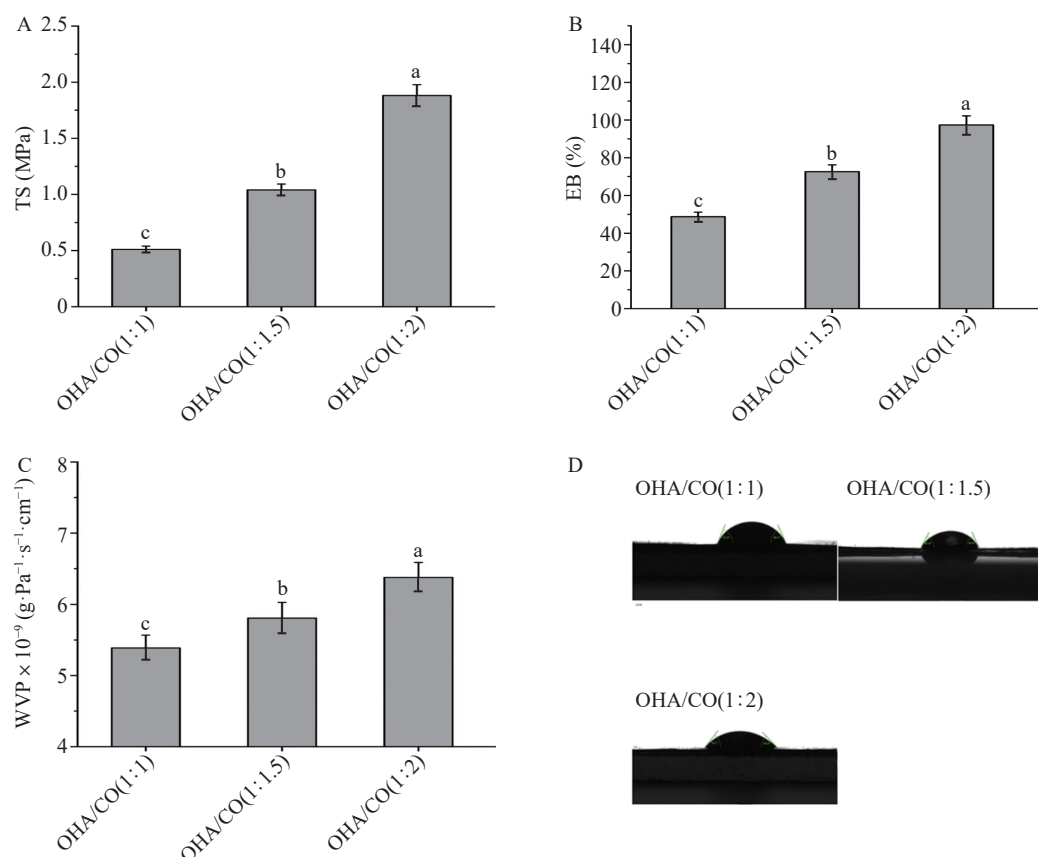 A
2.5
2.0
1.5
1.0
0.5
0
TS (MPa)
c
b
a
OHA/CO(1∶1)
OHA/CO(1∶1.5)
OHA/CO(1∶2)
B
140
120
100
80
60
40
20
0
EB (%)
c
b
a
OHA/CO(1∶1)
OHA/CO(1∶1.5)
OHA/CO(1∶2)
C
8
7
6
5
4
WVP × 10⁻⁹ (g·Pa⁻¹·s⁻¹·cm⁻¹)
c
b
a
OHA/CO(1∶1)
OHA/CO(1∶1.5)
OHA/CO(1∶2)
D
OHA/CO(1∶1)
OHA/CO(1∶1.5)
OHA/CO(1∶2)